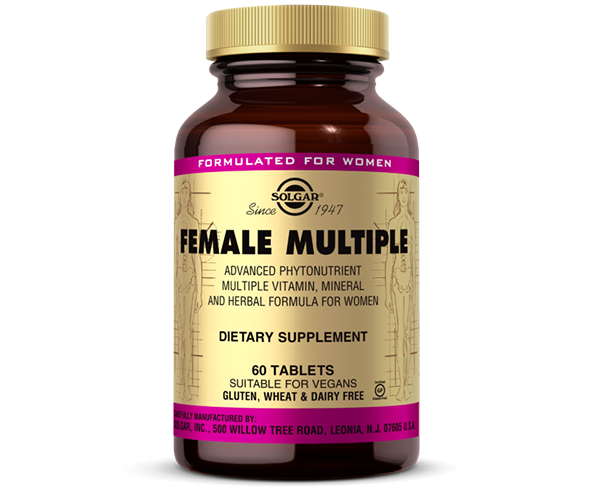 FORMULATED FOR WOMEN
SOLGAR®
Since 1947
FEMALE MULTIPLE
ADVANCED PHYTONUTRIENT
MULTIPLE VITAMIN, MINERAL
AND HERBAL FORMULA FOR WOMEN
DIETARY SUPPLEMENT
60 TABLETS
SUITABLE FOR VEGANS
GLUTEN, WHEAT & DAIRY FREE
GF
MANUFACTURED BY:
SOLGAR, INC., 500 WILLOW TREE ROAD, LEONIA, N.J. 07605 U.S.A.